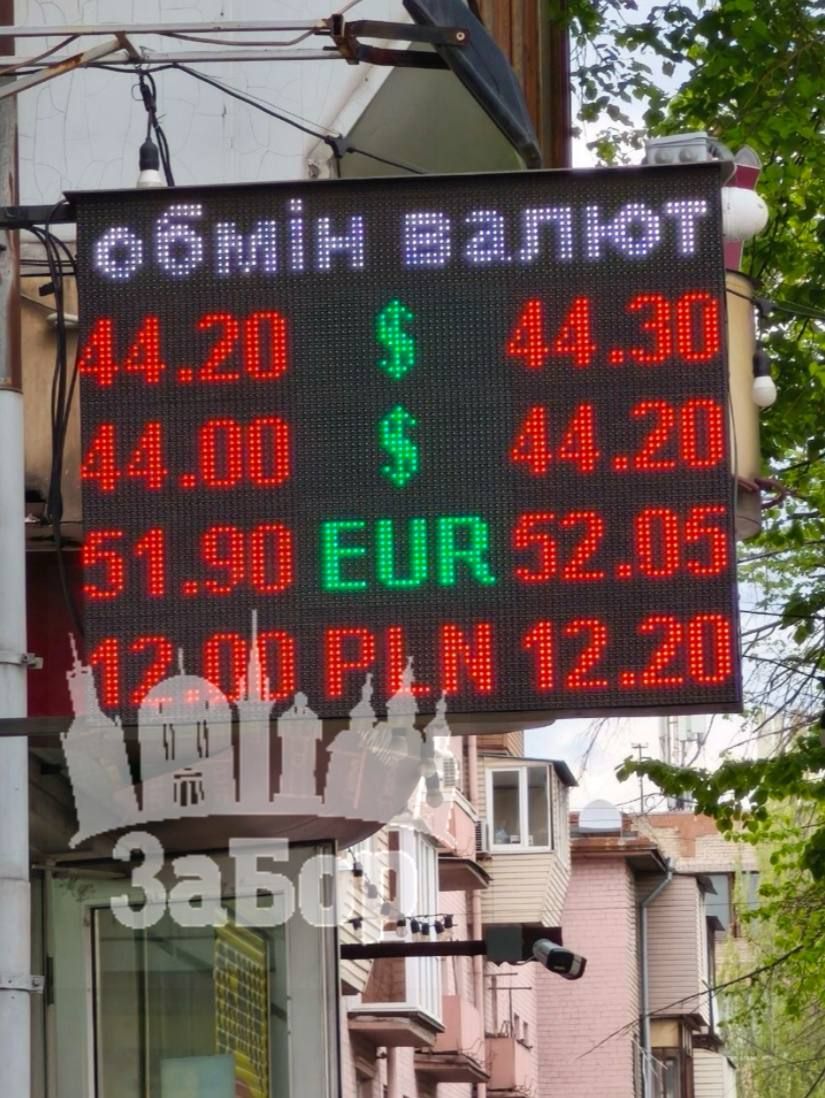 обмін валют
44.20 $ 44.30
44.00 $ 44.20
51.90 EUR 52.05
12.00 PLN 12.20
ЗаБор